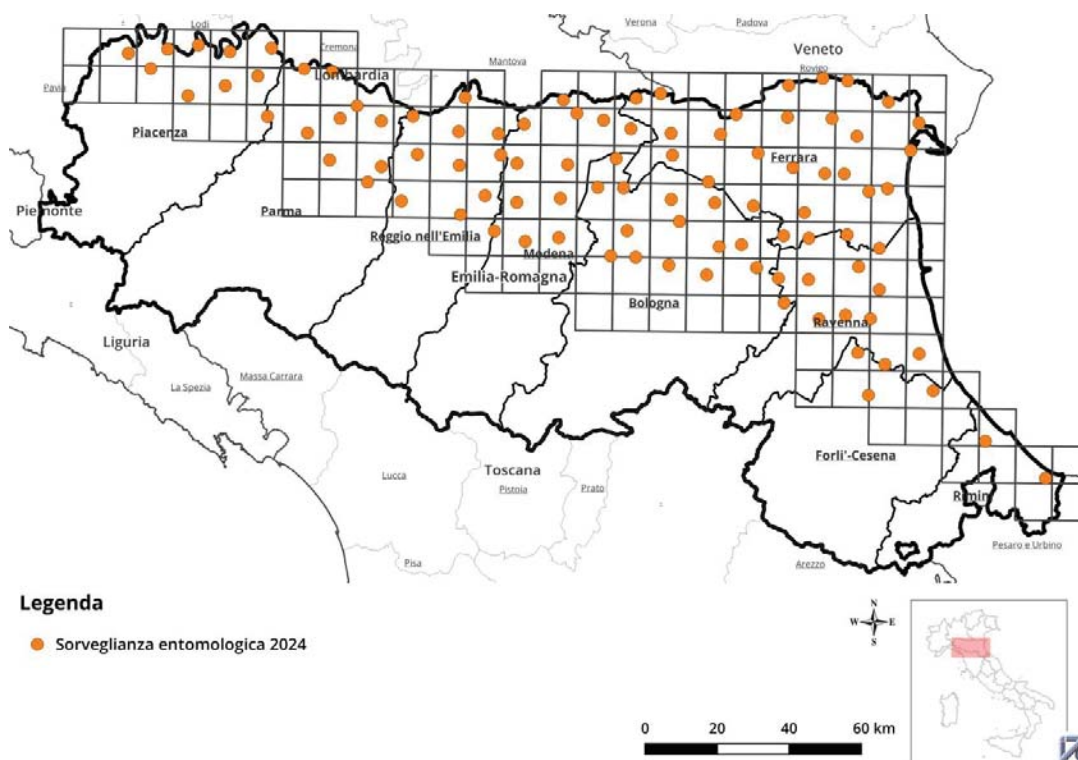 Lodi
Verona
Padova
Cremona
Mantova
Veneto
Rovigo
Lombardia
Pavia
Piacenza
Ferrara
Piemonte
Parma
Reggio nell'Emilia
Modena
Emilia-Romagna
Bologna
Ravenna
Liguria
La Spezia
Massa Carrara
Forli'-Cesena
Toscana
Lucca
Pistoia
Prato
Rimin
Pesaro e Urbino
Pisa
Arezzo
Legenda
Sorveglianza entomologica 2024
N
W E
S
0 20 40 60 km